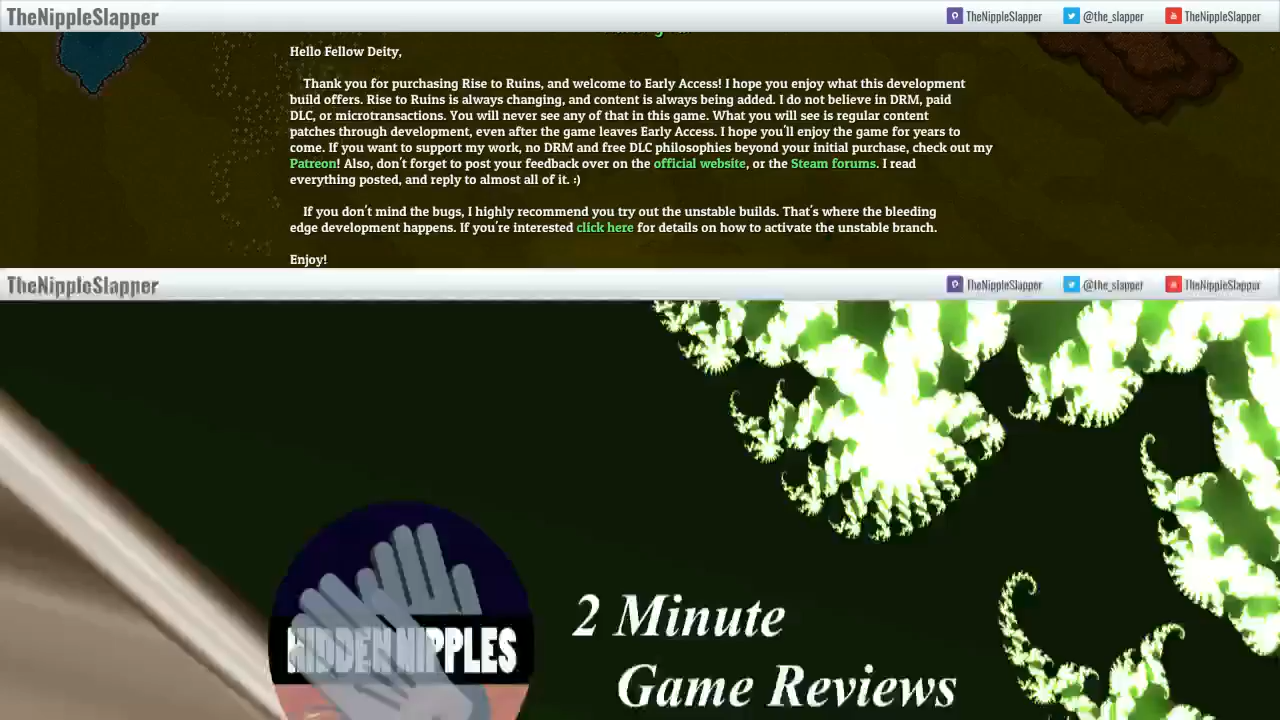 TheNippleSlapper
TheNippleSlapper
@the_slapper
TheNippleSlapper
Hello Fellow Deity,
Thank you for purchasing Rise to Ruins, and welcome to Early Access! I hope you enjoy what this development
build offers. Rise to Ruins is always changing, and content is always being added. I do not believe in DRM, paid
DLC, or microtransactions. You will never see any of that in this game. What you will see is regular content
patches through development, even after the game leaves Early Access. I hope you'll enjoy the game for years to
come. If you want to support my work, no DRM and free DLC philosophies beyond your initial purchase, check out my
Patreon! Also, don't forget to post your feedback over on the official website, or the Steam forums. I read
everything posted, and reply to almost all of it. :)
If you don't mind the bugs, I highly recommend you try out the unstable builds. That's where the bleeding
edge development happens. If you're interested click here for details on how to activate the unstable branch.
Enjoy!
TheNippleSlapper
TheNippleSlapper
@the_slapper
TheNippleSlapper
HIDDEN NIPPLES
2 Minute
Game Reviews